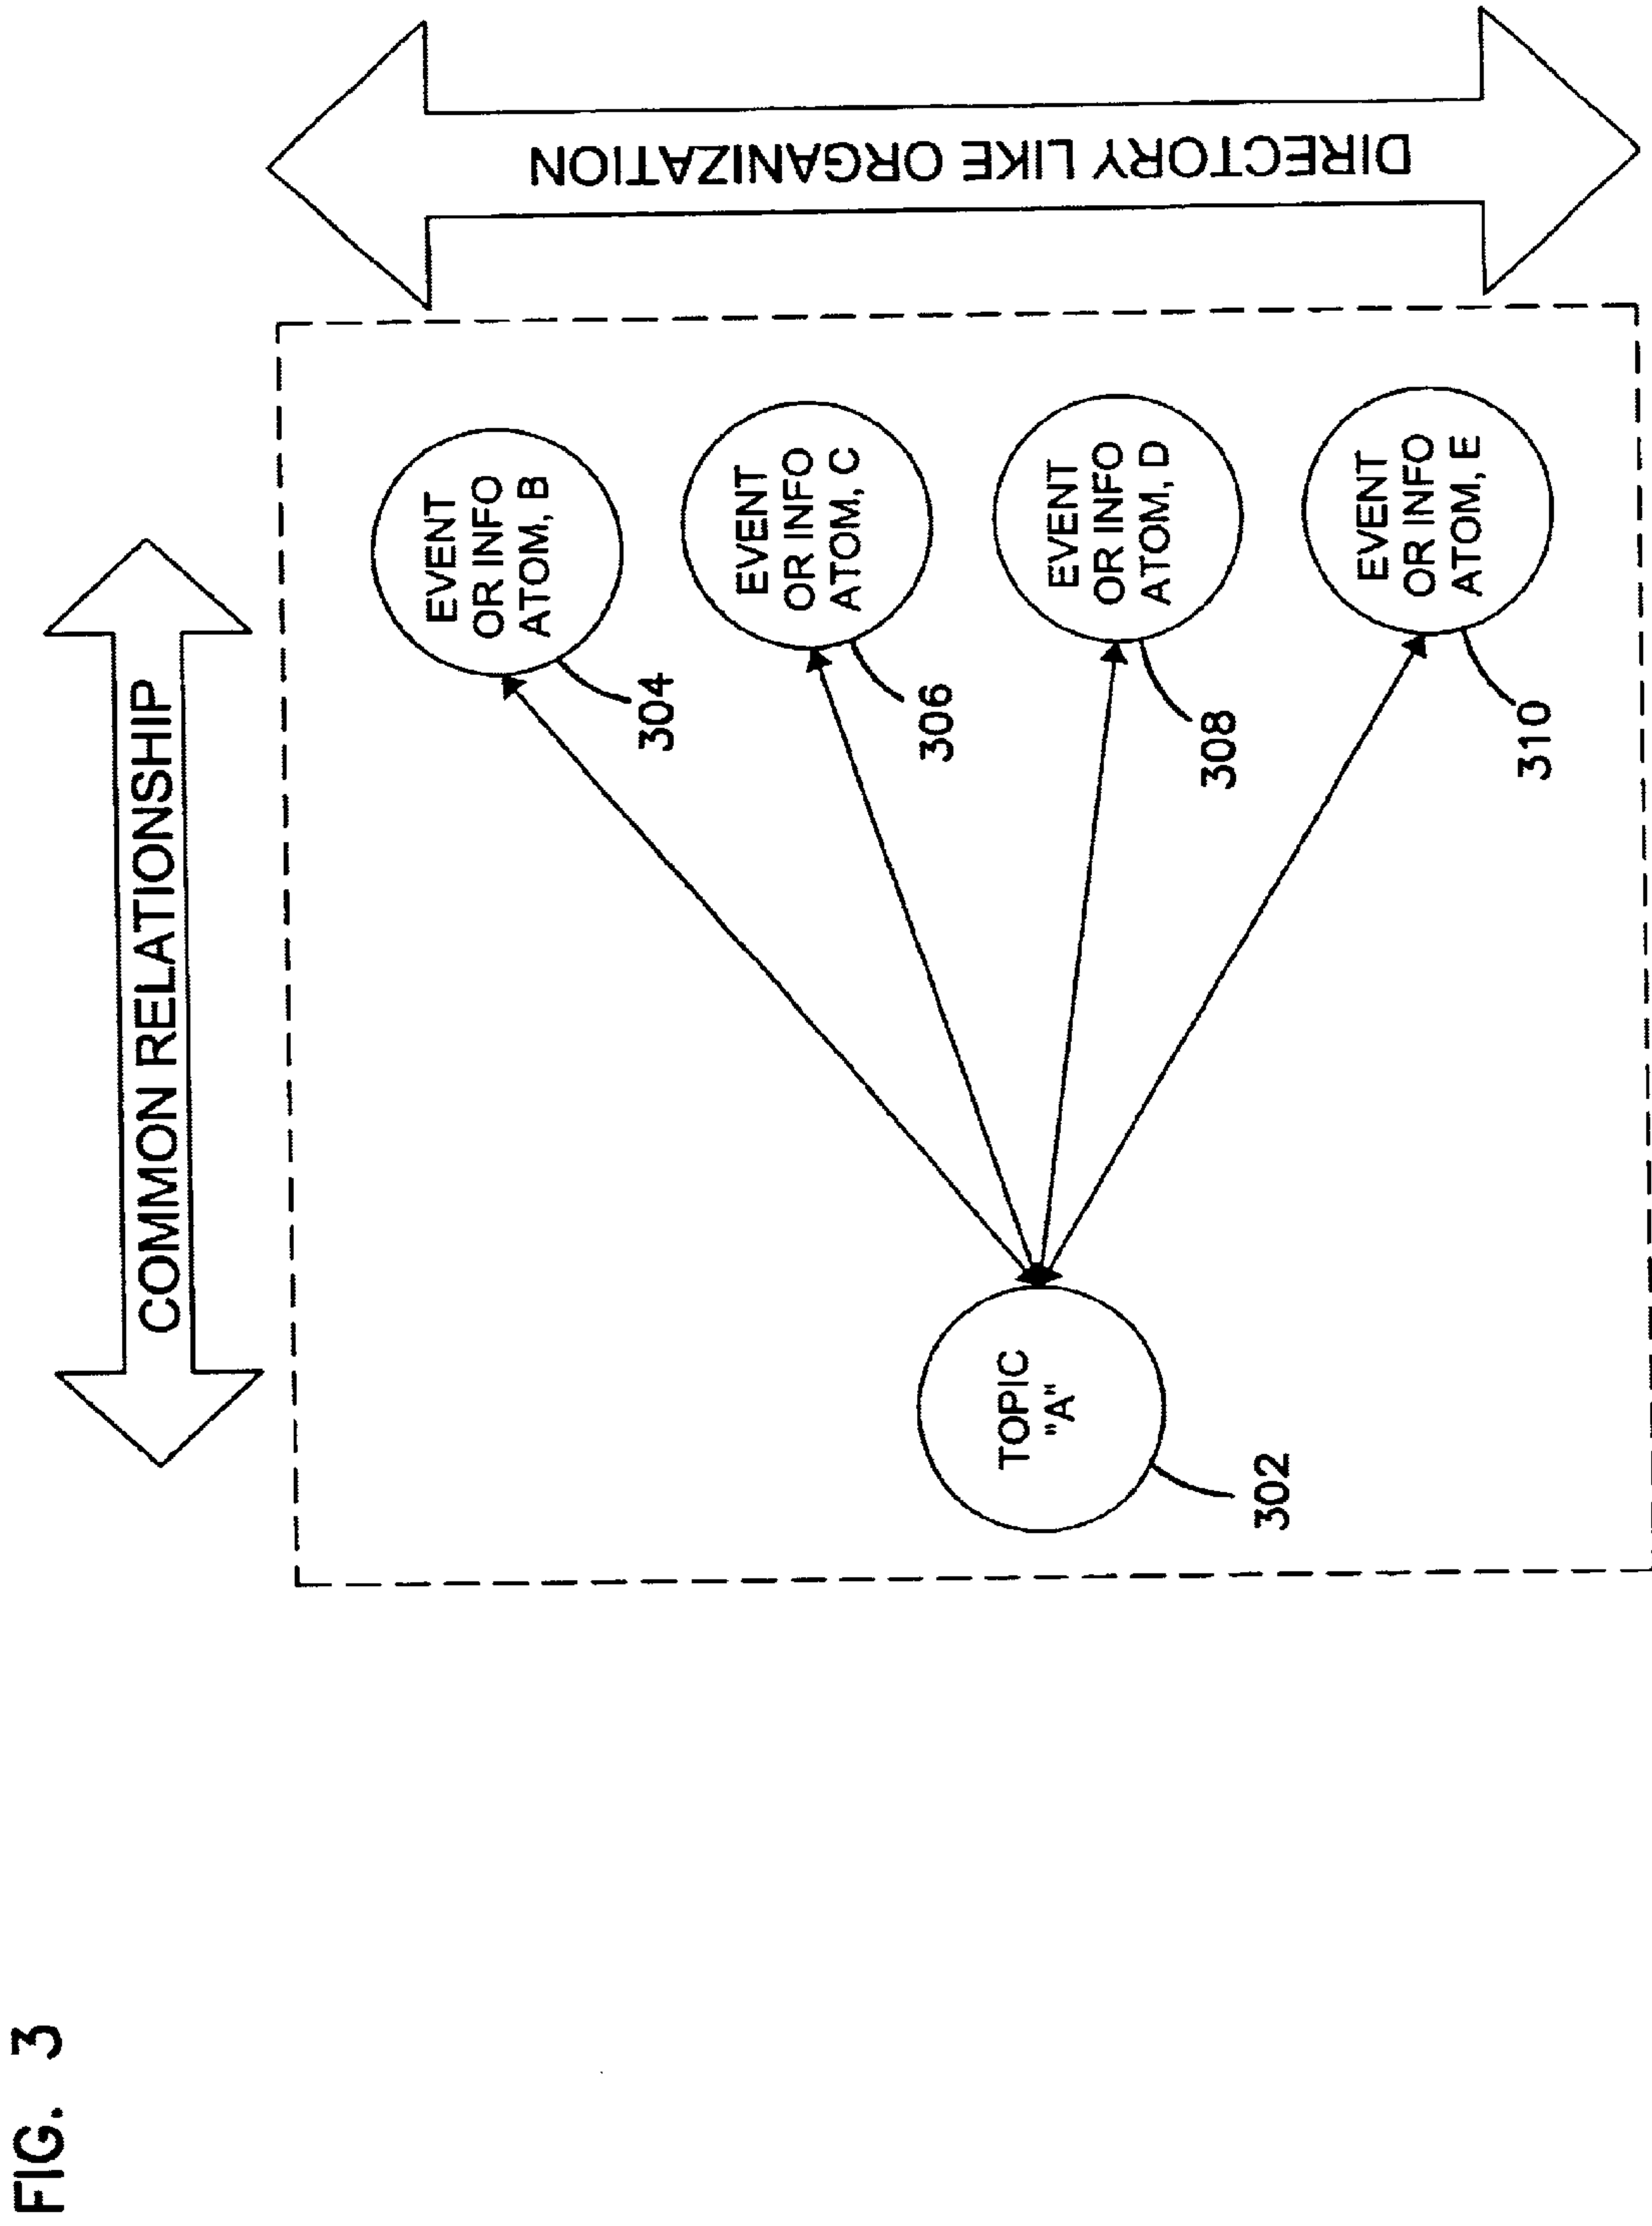 FIG. 3
COMMON RELATIONSHIP
DIRECTORY LIKE ORGANIZATION
TOPIC
"A"
302
EVENT
OR INFO
ATOM, B
304
EVENT
OR INFO
ATOM, C
306
EVENT
OR INFO
ATOM, D
308
EVENT
OR INFO
ATOM, E
310